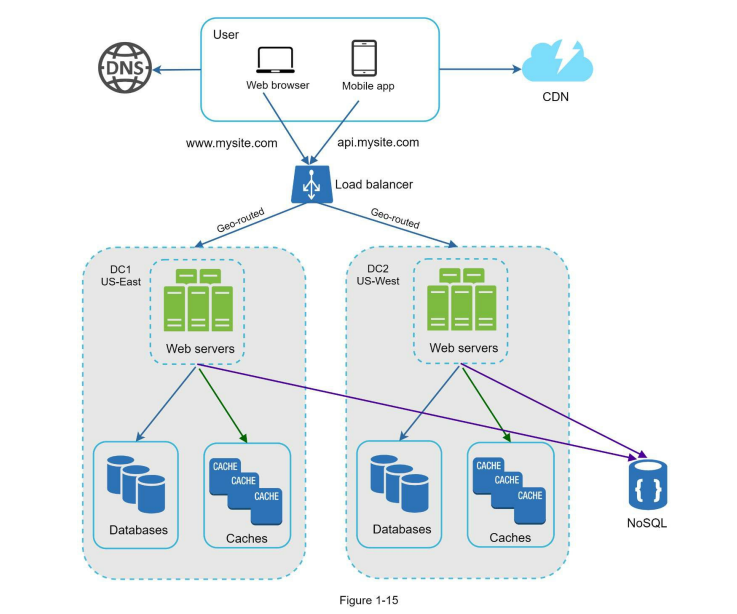 User
DNS
Web browser
Mobile app
CDN
www.mysite.com
api.mysite.com
Load balancer
Geo-routed
Geo-routed
DC1
US-East
Web servers
DC2
US-West
Web servers
Databases
CACHE
CACHE
CACHE
Caches
Databases
CACHE
CACHE
CACHE
Caches
{ }
NoSQL
Figure 1-15